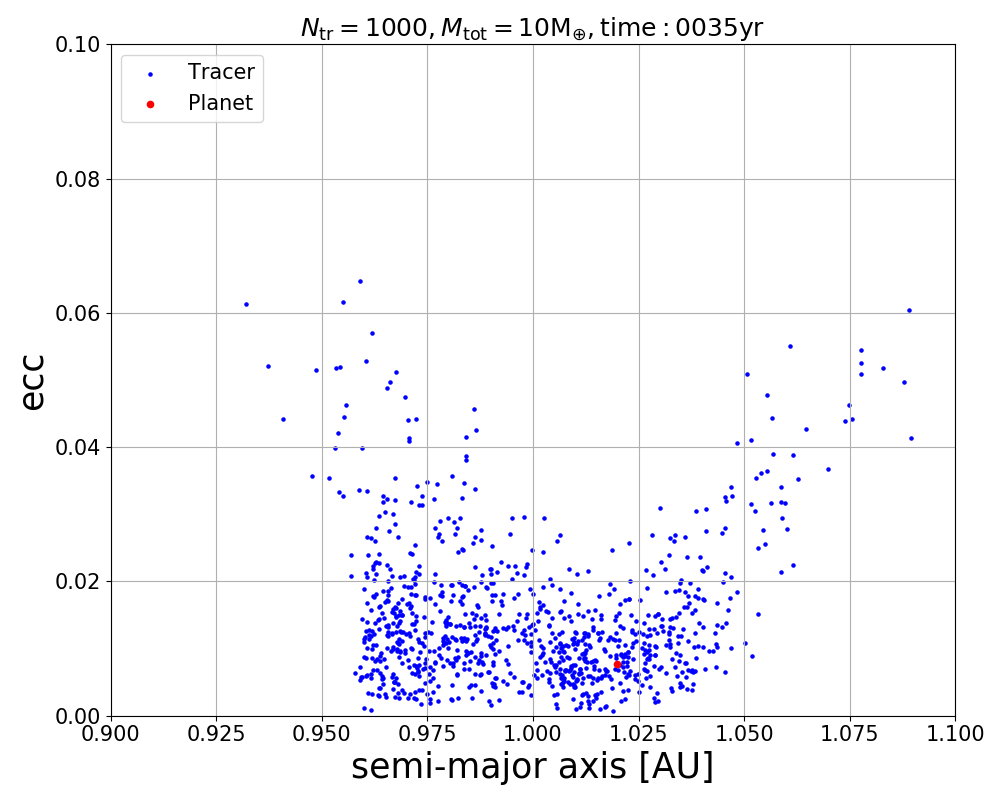 N_tr = 1000, M_tot = 10M_⊕, time : 0035yr
Tracer
Planet
0.10
0.08
0.06
0.04
0.02
0.00
ecc
0.900 0.925 0.950 0.975 1.000 1.025 1.050 1.075 1.100
semi-major axis [AU]